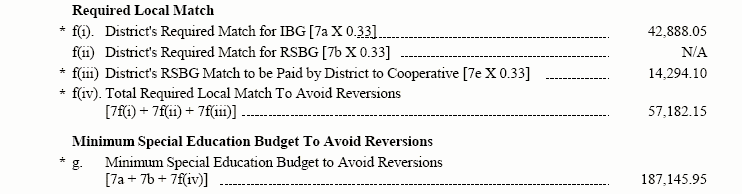 Required Local Match
* f(i). District's Required Match for IBG [7a X 0.33] 42,888.05
f(ii) District's Required Match for RSBG [7b X 0.33] N/A
* f(iii) District's RSBG Match to be Paid by District to Cooperative [7e X 0.33] 14,294.10
* f(iv). Total Required Local Match To Avoid Reversions
[7f(i) + 7f(ii) + 7f(iii)] 57,182.15
Minimum Special Education Budget To Avoid Reversions
* g. Minimum Special Education Budget to Avoid Reversions
[7a + 7b + 7f(iv)] 187,145.95